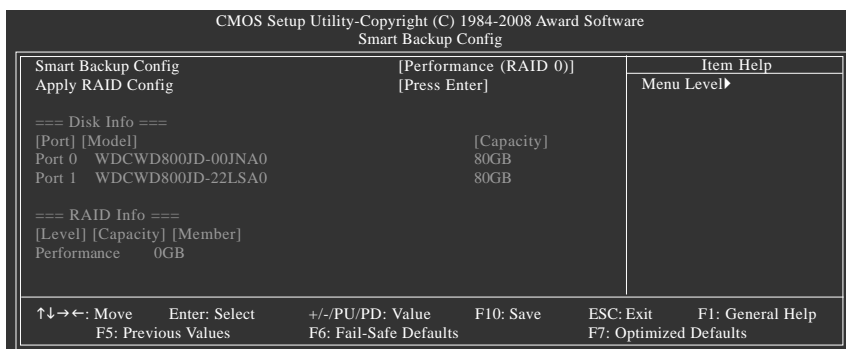 CMOS Setup Utility-Copyright (C) 1984-2008 Award Software
Smart Backup Config
Smart Backup Config [Performance (RAID 0)] Item Help
Apply RAID Config [Press Enter] Menu Level▶
=== Disk Info ===
[Port] [Model] [Capacity]
Port 0 WDCWD800JD-00JNA0 80GB
Port 1 WDCWD800JD-22LSA0 80GB
=== RAID Info ===
[Level] [Capacity] [Member]
Performance 0GB
↑↓→←: Move Enter: Select +/-/PU/PD: Value F10: Save ESC: Exit F1: General Help
F5: Previous Values F6: Fail-Safe Defaults F7: Optimized Defaults